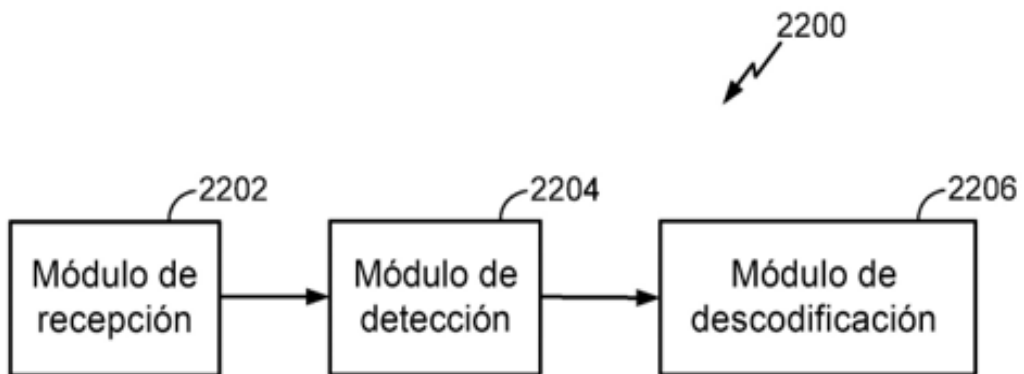 2200
2202
2204
2206
Módulo de
recepción
Módulo de
detección
Módulo de
descodificación